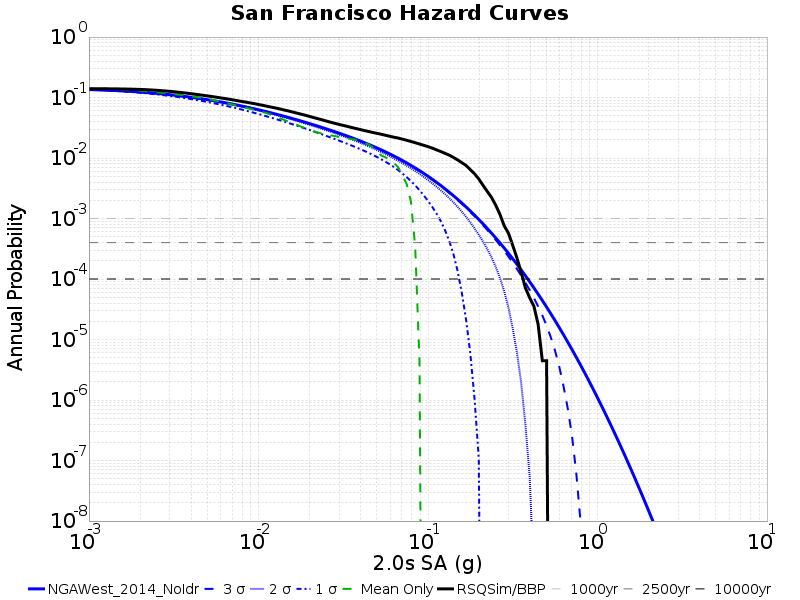 San Francisco Hazard Curves
10^0
10^-1
10^-2
10^-3
10^-4
10^-5
10^-6
10^-7
10^-8
Annual Probability
10^-3 10^-2 10^-1 10^0 10^1
2.0s SA (g)
NGAWest_2014_NoIdr 3 σ 2 σ 1 σ Mean Only RSQSim/BBP 1000yr 2500yr 10000yr